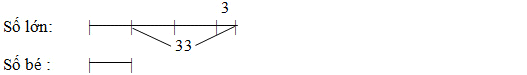 3
Số lớn:
33
Số bé :